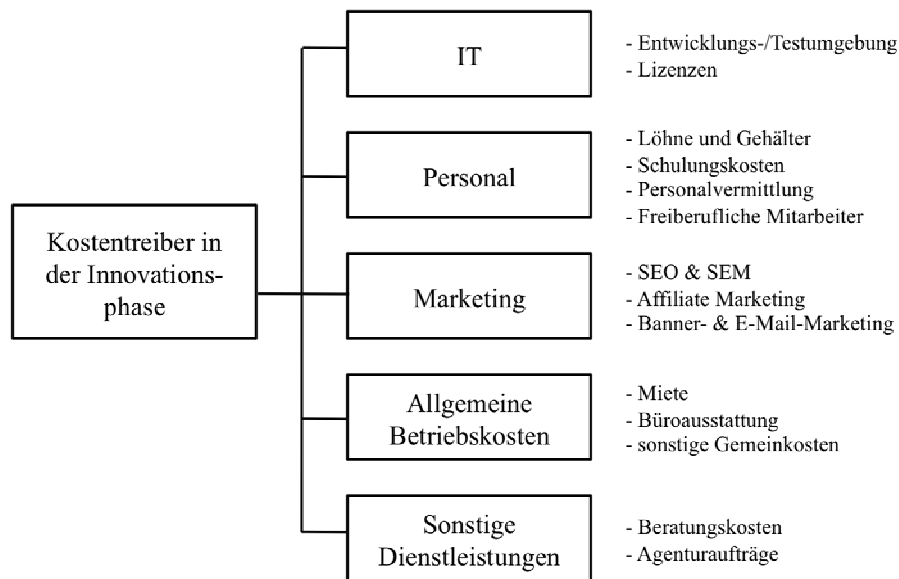 Kostentreiber in
der Innovations-
phase
IT
- Entwicklungs-/Testumgebung
- Lizenzen
Personal
- Löhne und Gehälter
- Schulungskosten
- Personalvermittlung
- Freiberufliche Mitarbeiter
Marketing
- SEO & SEM
- Affiliate Marketing
- Banner- & E-Mail-Marketing
Allgemeine
Betriebskosten
- Miete
- Büroausstattung
- sonstige Gemeinkosten
Sonstige
Dienstleistungen
- Beratungskosten
- Agenturaufträge